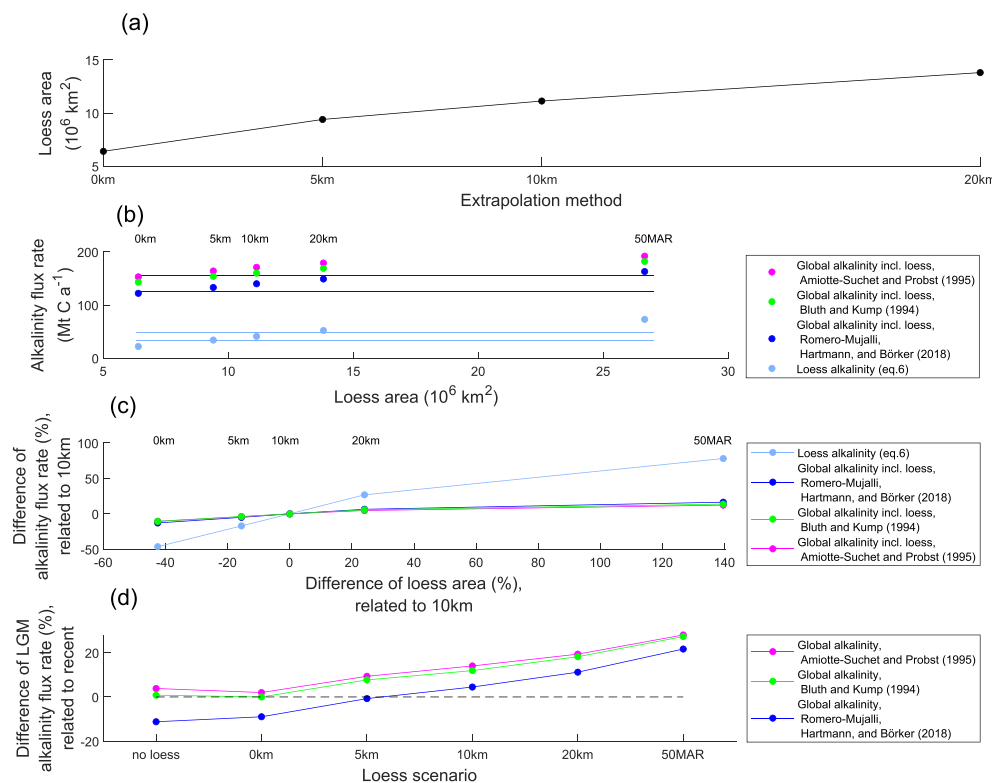 (a)
15
10
5
Loess area
(10⁶ km²)
0km
5km
10km
20km
Extrapolation method
(b)
0km
5km
10km
20km
50MAR
200
100
0
Alkalinity flux rate
(Mt C a⁻¹)
5
10
15
20
25
30
Loess area (10⁶ km²)
Global alkalinity incl. loess,
Amiotte-Suchet and Probst (1995)
Global alkalinity incl. loess,
Bluth and Kump (1994)
Global alkalinity incl. loess,
Romero-Mujalli,
Hartmann, and Börker (2018)
Loess alkalinity (eq.6)
(c)
0km
5km
10km
20km
50MAR
100
50
0
-50
Difference of
alkalinity flux rate (%),
related to 10km
-60
-40
-20
0
20
40
60
80
100
120
140
Difference of loess area (%),
related to 10km
Loess alkalinity (eq.6)
Global alkalinity incl. loess,
Romero-Mujalli,
Hartmann, and Börker (2018)
Global alkalinity incl. loess,
Bluth and Kump (1994)
Global alkalinity incl. loess,
Amiotte-Suchet and Probst (1995)
(d)
20
0
-20
Difference of LGM
alkalinity flux rate (%),
related to recent
no loess
0km
5km
10km
20km
50MAR
Loess scenario
Global alkalinity,
Amiotte-Suchet and Probst (1995)
Global alkalinity,
Bluth and Kump (1994)
Global alkalinity,
Romero-Mujalli,
Hartmann, and Börker (2018)